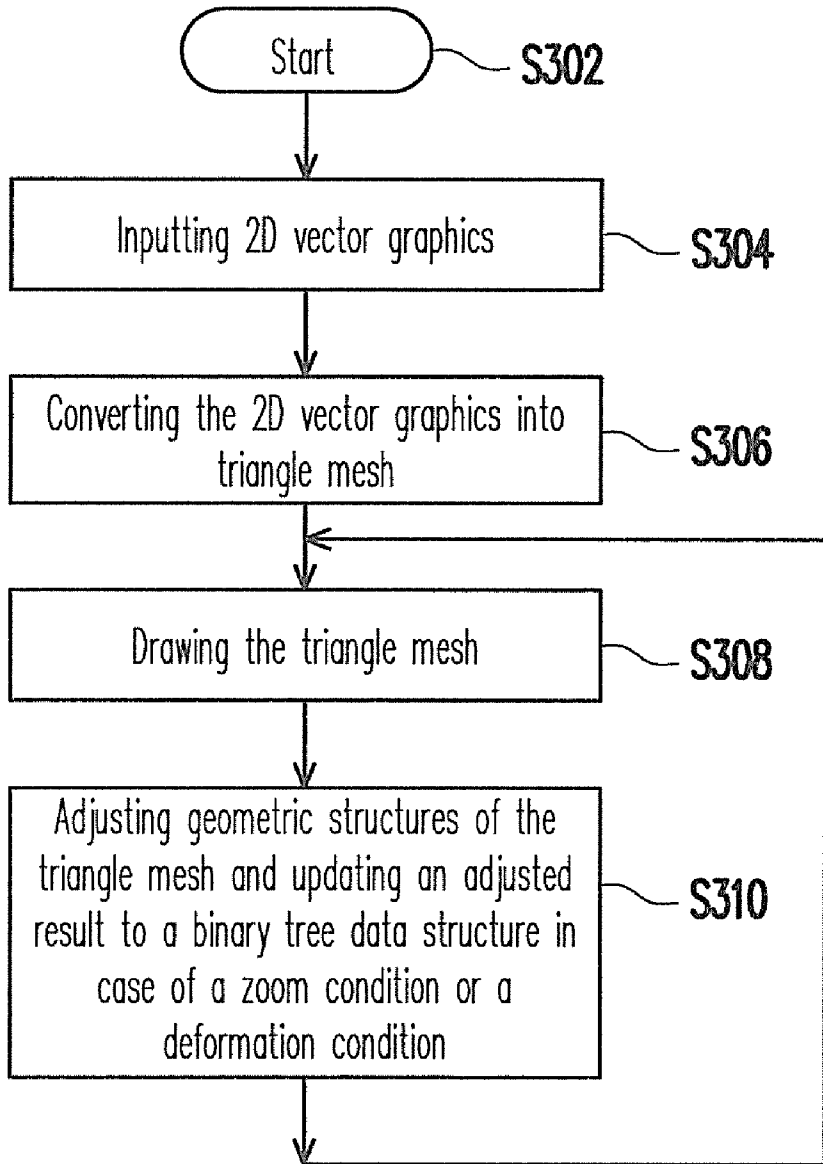 Start
S302
Inputting 2D vector graphics
S304
Converting the 2D vector graphics into
triangle mesh
S306
Drawing the triangle mesh
S308
Adjusting geometric structures of the
triangle mesh and updating an adjusted
result to a binary tree data structure in
case of a zoom condition or a
deformation condition
S310